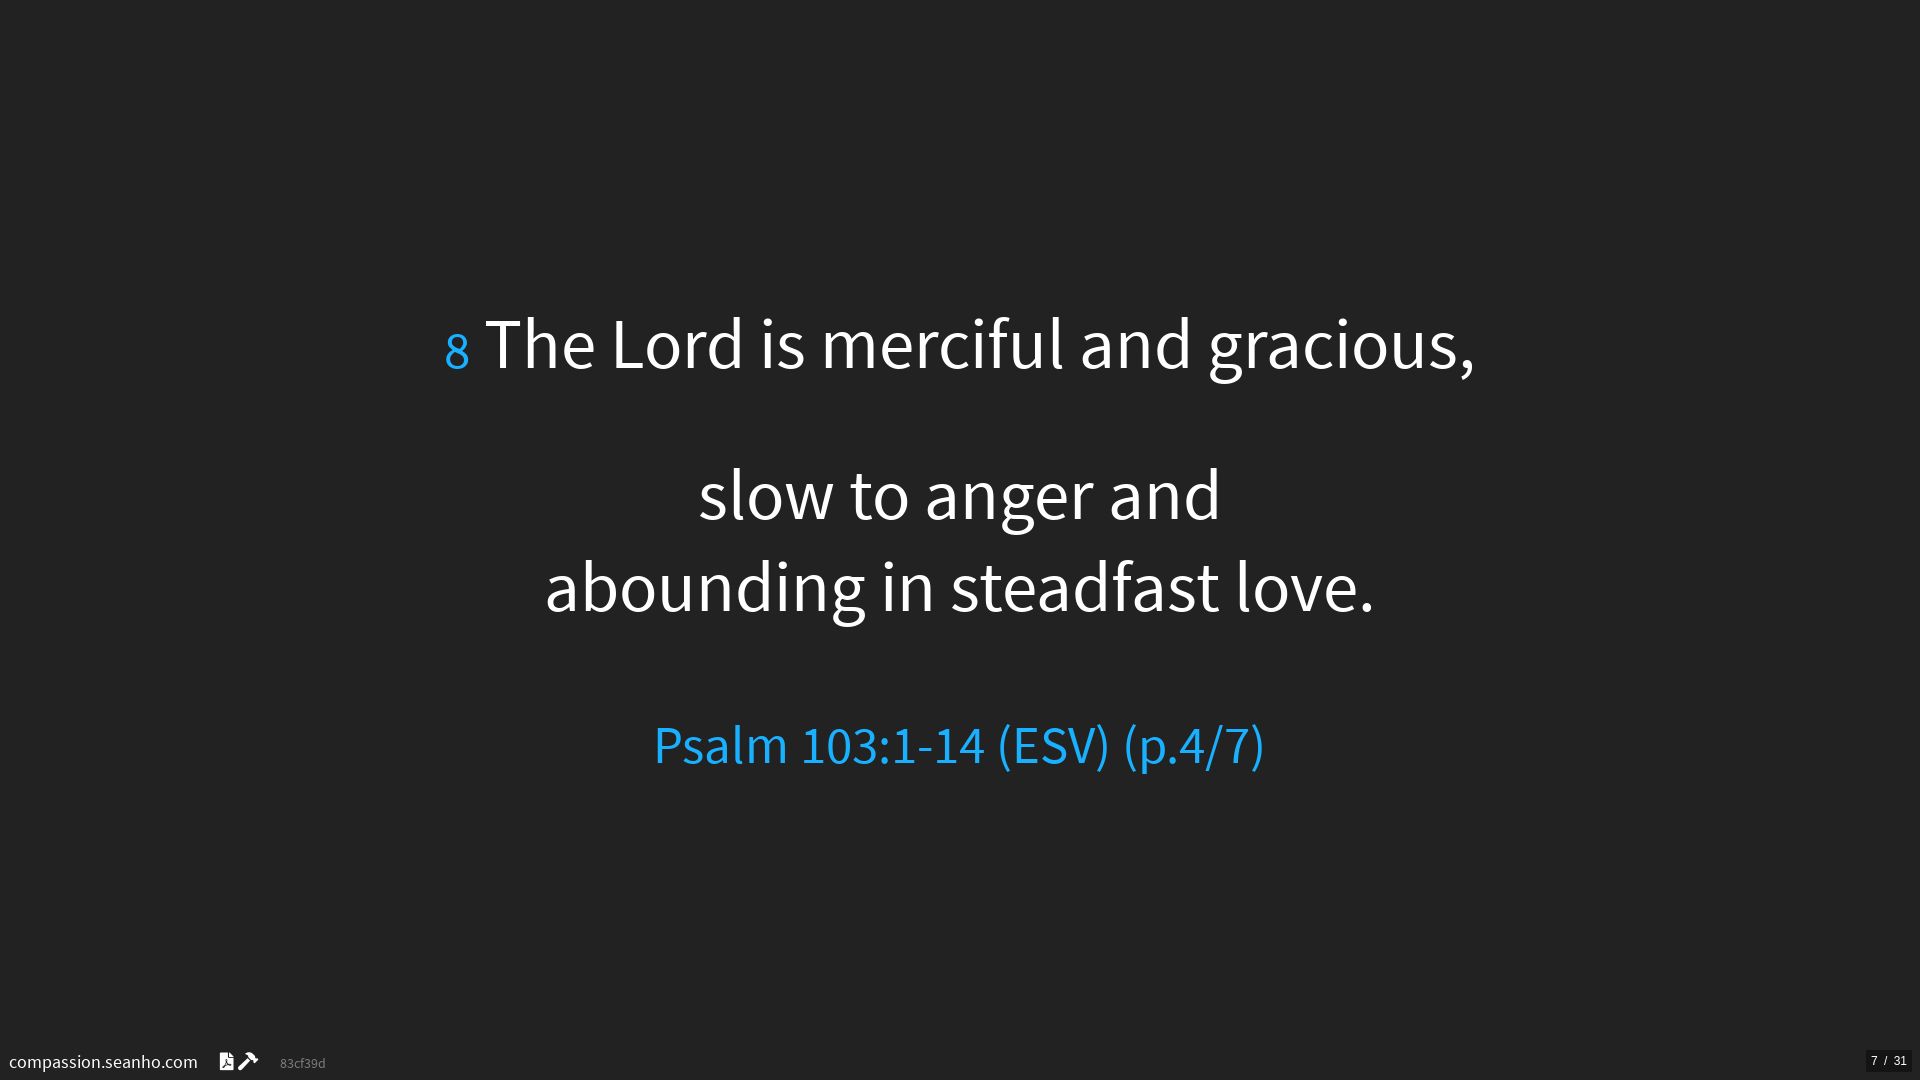 8 The Lord is merciful and gracious,
slow to anger and
abounding in steadfast love.
Psalm 103:1-14 (ESV) (p.4/7)
compassion.seanho.com 83cf39d
7 / 31